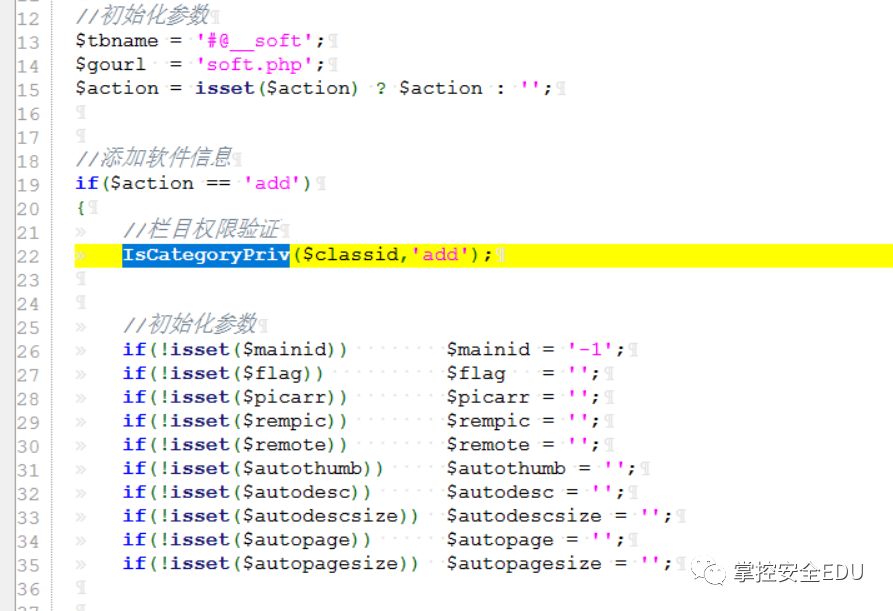 12 //初始化参数
13 $tbname = '#@__soft';
14 $gourl = 'soft.php';
15 $action = isset($action) ? $action : '';
16
17
18 //添加软件信息
19 if($action == 'add')
20 {
21 //栏目权限验证
22 IsCategoryPriv($classid,'add');
23
24
25 //初始化参数
26 if(!isset($mainid)) $mainid = '-1';
27 if(!isset($flag)) $flag = '';
28 if(!isset($picarr)) $picarr = '';
29 if(!isset($rempic)) $rempic = '';
30 if(!isset($remote)) $remote = '';
31 if(!isset($autothumb)) $autothumb = '';
32 if(!isset($autodesc)) $autodesc = '';
33 if(!isset($autodescsize)) $autodescsize = '';
34 if(!isset($autopage)) $autopage = '';
35 if(!isset($autopagesize)) $autopagesize = '';
掌控安全EDU
36